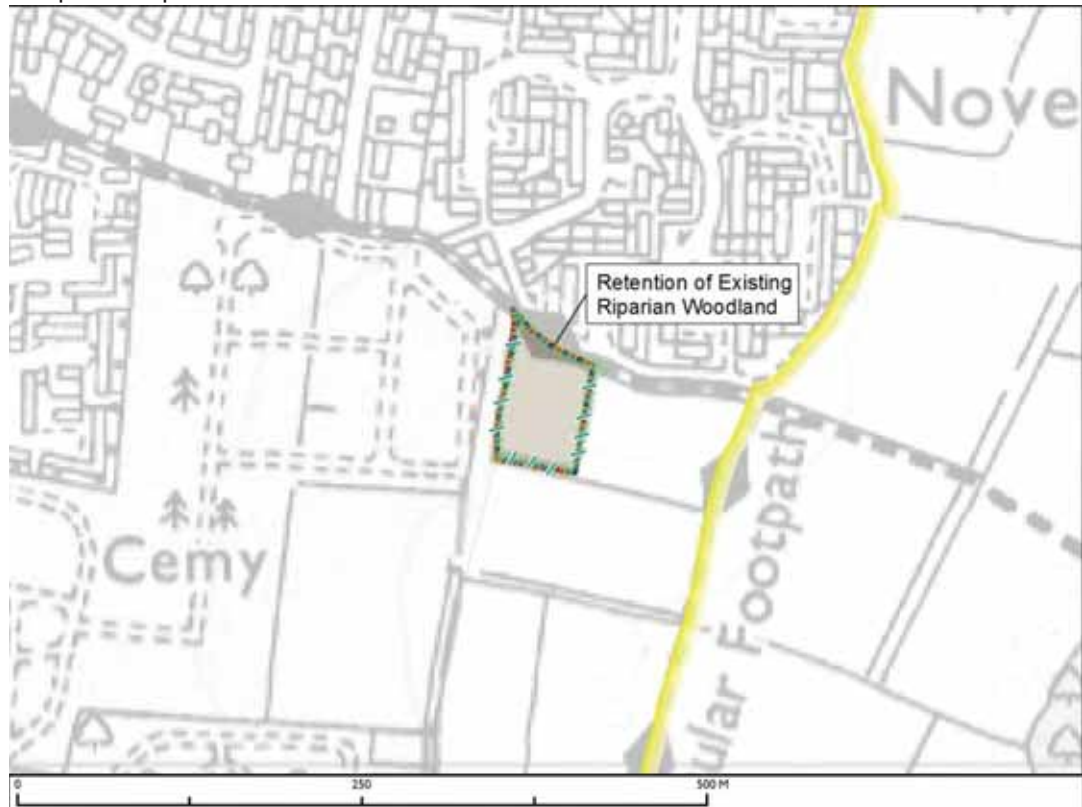 Nove
Retention of Existing
Riparian Woodland
Cemy
ular Footpath
0 250 500 M